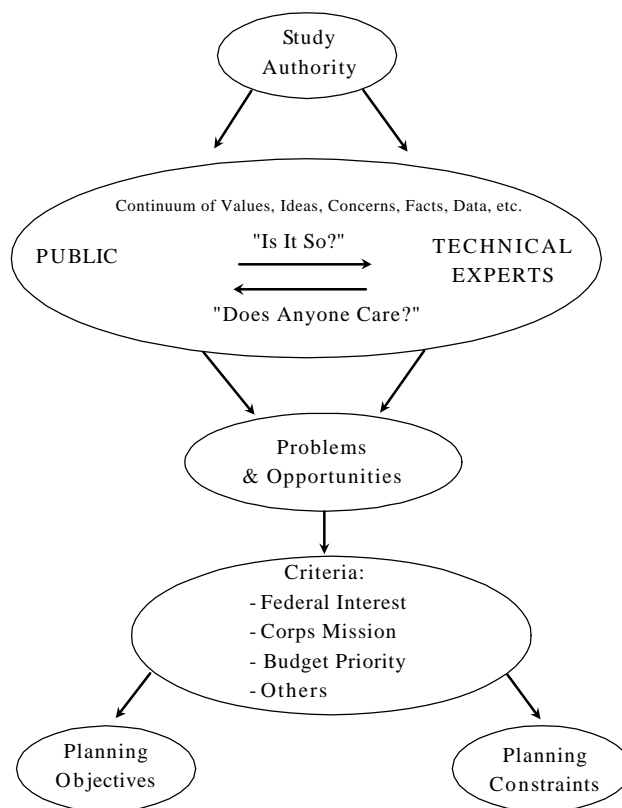 Study
Authority
Continuum of Values, Ideas, Concerns, Facts, Data, etc.
"Is It So?"
PUBLIC
TECHNICAL
EXPERTS
"Does Anyone Care?"
Problems
& Opportunities
Criteria:
- Federal Interest
- Corps Mission
- Budget Priority
- Others
Planning
Objectives
Planning
Constraints